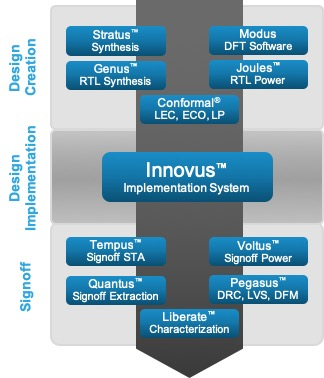 Design
Creation
Stratus™
Synthesis
Modus
DFT Software
Genus™
RTL Synthesis
Joules™
RTL Power
Conformal®
LEC, ECO, LP
Design
Implementation
Innovus™
Implementation System
Signoff
Tempus™
Signoff STA
Voltus™
Signoff Power
Quantus™
Signoff Extraction
Pegasus™
DRC, LVS, DFM
Liberate™
Characterization